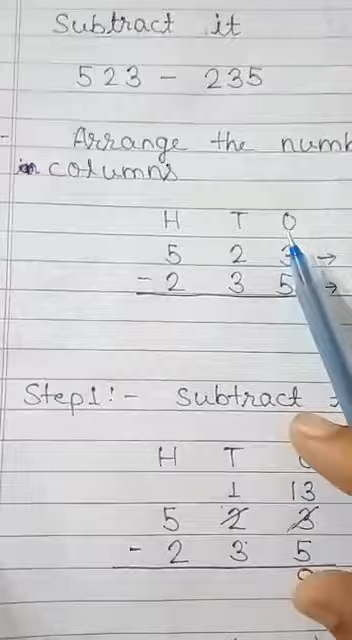 Subtract it
523 - 235
Arrange the numb
in columns
H T O
5 2 3 →
- 2 3 5 →
Step1:- Subtract
H T
1 13
5 2 3
- 2 3 5